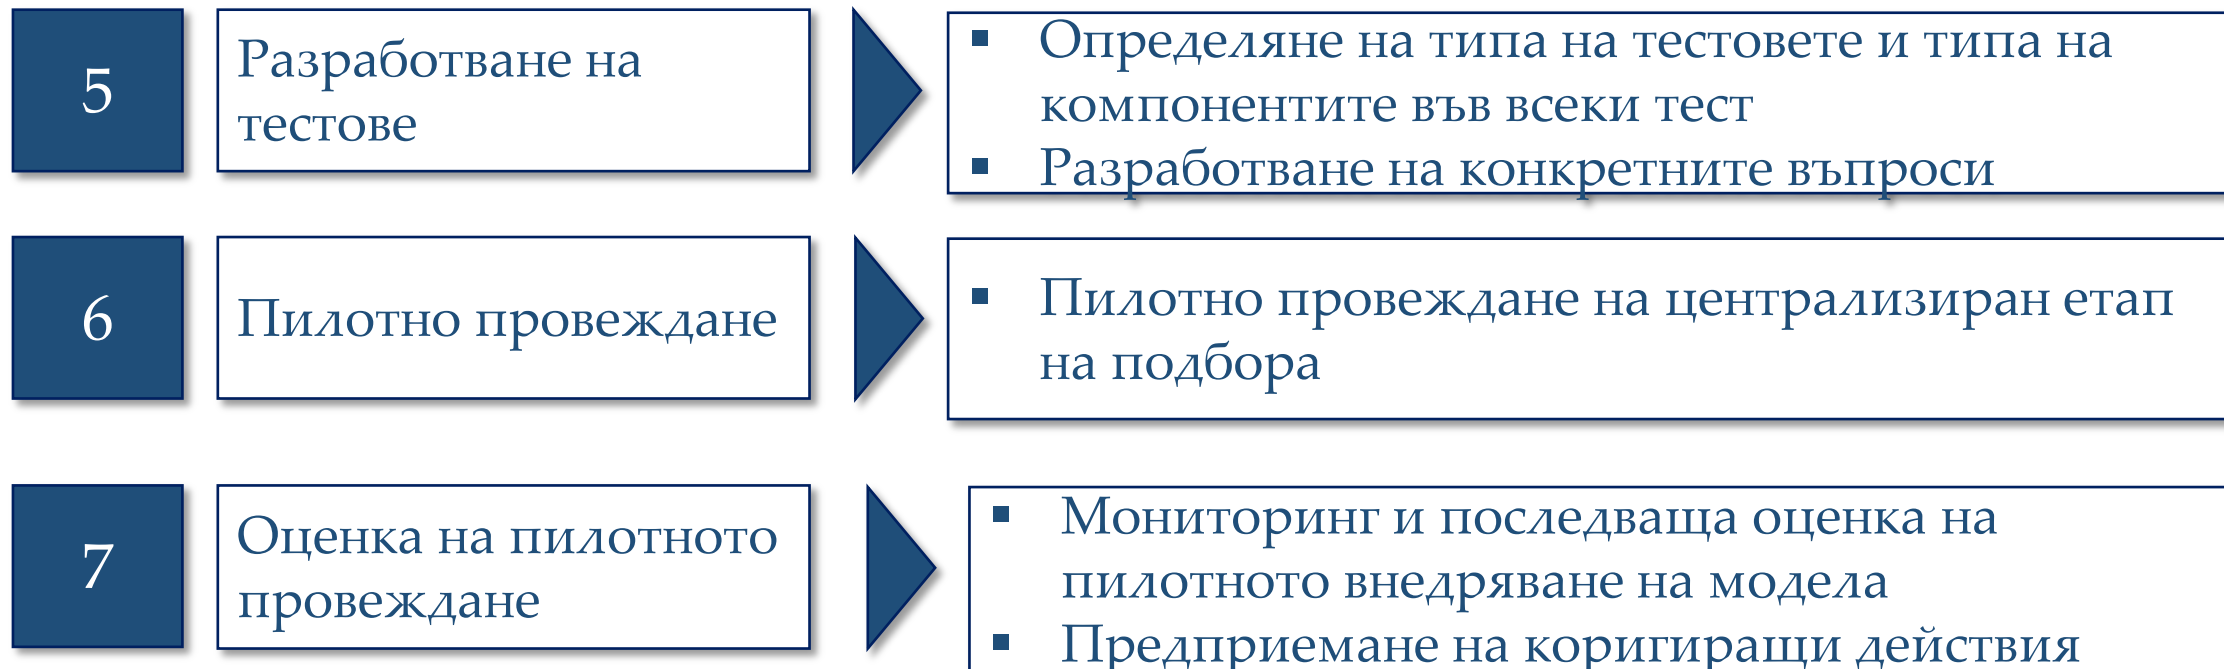 5
Разработване на
тестове
▪ Определяне на типа на тестовете и типа на
компонентите във всеки тест
▪ Разработване на конкретните въпроси
6
Пилотно провеждане
▪ Пилотно провеждане на централизиран етап
на подбора
7
Оценка на пилотното
провеждане
▪ Мониторинг и последваща оценка на
пилотното внедряване на модела
▪ Предприемане на коригиращи действия